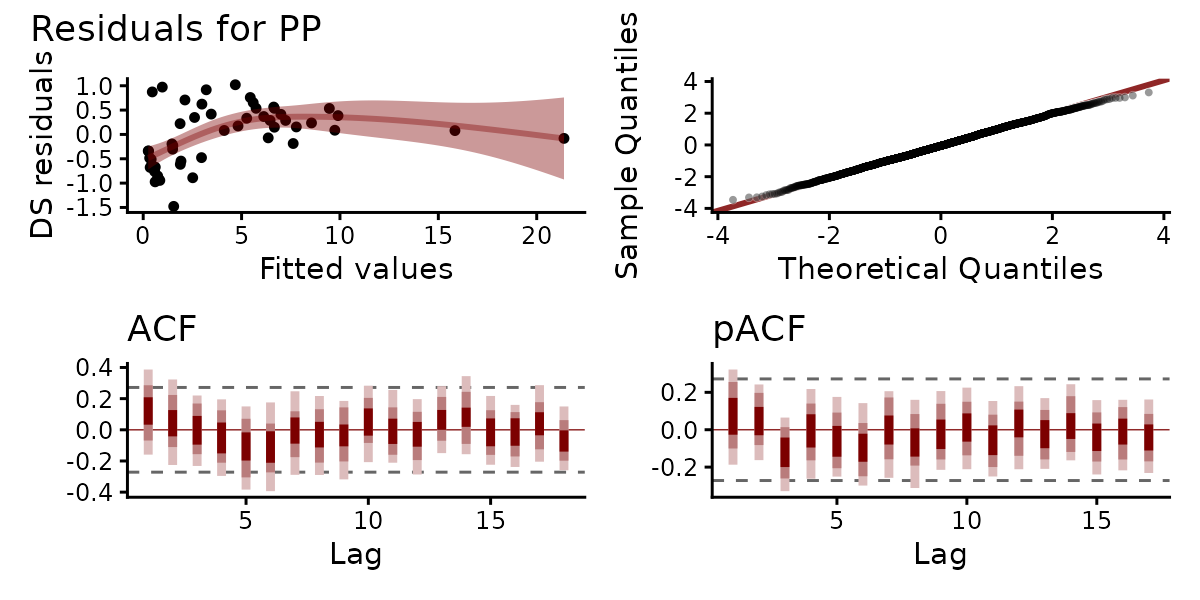 Residuals for PP
DS residuals
1.0
0.5
0.0
-0.5
-1.0
-1.5
0 5 10 15 20
Fitted values
Sample Quantiles
4
2
0
-2
-4
-4 -2 0 2 4
Theoretical Quantiles
ACF
0.4
0.2
0.0
-0.2
-0.4
5 10 15
Lag
pACF
0.2
0.0
-0.2
5 10 15
Lag